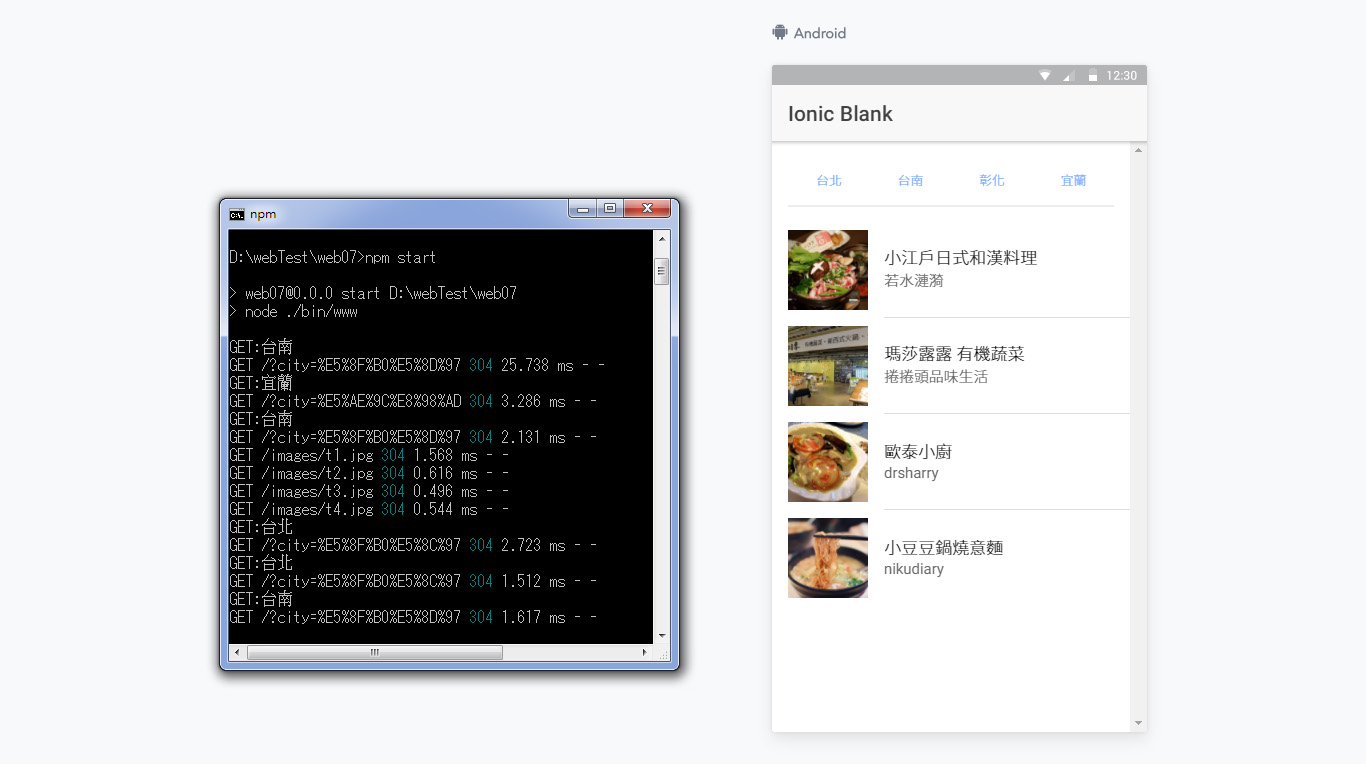 npm
D:\webTest\web07>npm start
> web07@0.0.0 start D:\webTest\web07
> node ./bin/www
GET:台南
GET /?city=%E5%8F%B0%E5%8D%97 304 25.738 ms - -
GET:宜蘭
GET /?city=%E5%AE%9C%E8%98%AD 304 3.286 ms - -
GET:台南
GET /?city=%E5%8F%B0%E5%8D%97 304 2.131 ms - -
GET /images/t1.jpg 304 1.568 ms - -
GET /images/t2.jpg 304 0.616 ms - -
GET /images/t3.jpg 304 0.496 ms - -
GET /images/t4.jpg 304 0.544 ms - -
GET:台北
GET /?city=%E5%8F%B0%E5%8C%97 304 2.723 ms - -
GET:台北
GET /?city=%E5%8F%B0%E5%8C%97 304 1.512 ms - -
GET:台南
GET /?city=%E5%8F%B0%E5%8D%97 304 1.617 ms - -
Android
12:30
Ionic Blank
台北 台南 彰化 宜蘭
小江戶日式和漢料理
若水漣漪
瑪莎露露 有機蔬菜
捲捲頭品味生活
歐泰小廚
drsharry
小豆豆鍋燒意麵
nikudiary